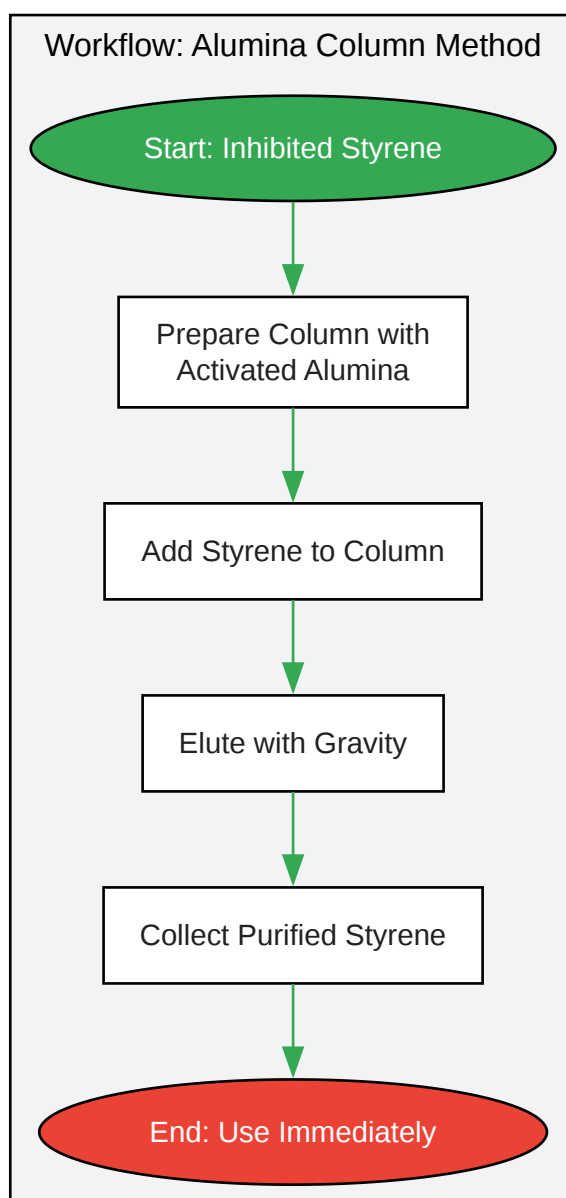 Workflow: Alumina Column Method
Start: Inhibited Styrene
Prepare Column with
Activated Alumina
Add Styrene to Column
Elute with Gravity
Collect Purified Styrene
End: Use Immediately